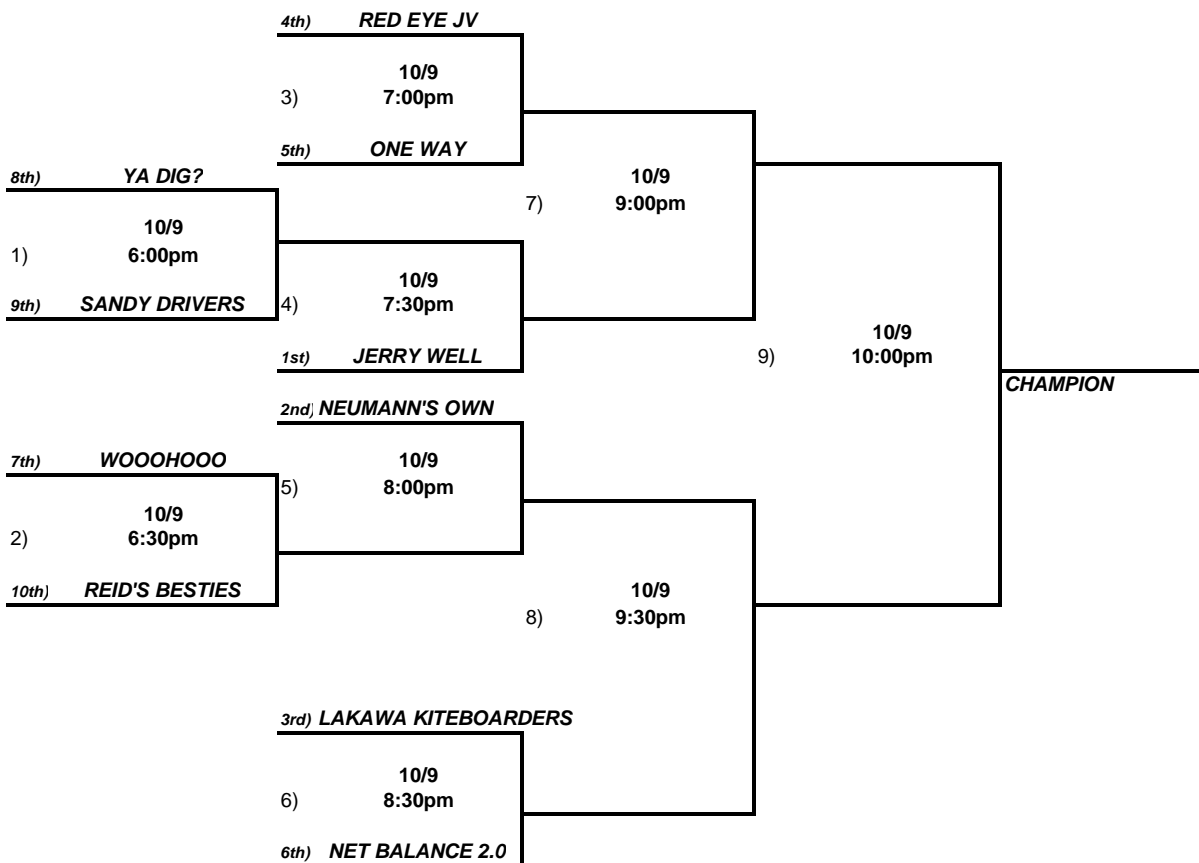 4th) RED EYE JV
10/9
3) 7:00pm
5th) ONE WAY
8th) YA DIG?
10/9
7) 9:00pm
10/9
1) 6:00pm
10/9
4) 7:30pm
9th) SANDY DRIVERS
10/9
9) 10:00pm
1st) JERRY WELL
CHAMPION
2nd) NEUMANN'S OWN
7th) WOOOHOOO
10/9
5) 8:00pm
10/9
2) 6:30pm
10th) REID'S BESTIES
10/9
8) 9:30pm
3rd) LAKAWA KITEBOARDERS
10/9
6) 8:30pm
6th) NET BALANCE 2.0